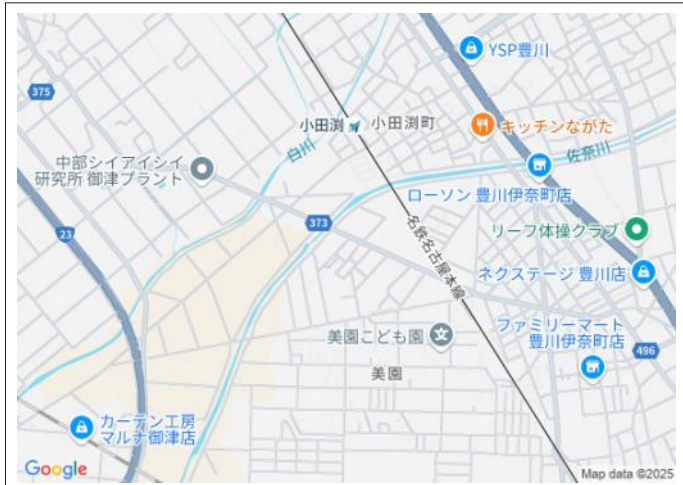 YSP豊川
375
小田渕
小田渕町
キッチンながた
白川
佐奈川
中部シイアイシイ
研究所 御津プラント
ローソン 豊川伊奈町店
373
リーフ体操クラブ
23
名鉄名古屋本線
ネクステージ 豊川店
ファミリーマート
豊川伊奈町店
美園こども園
496
美園
カーテン工房
マルナ御津店
Google
Map data ©2025